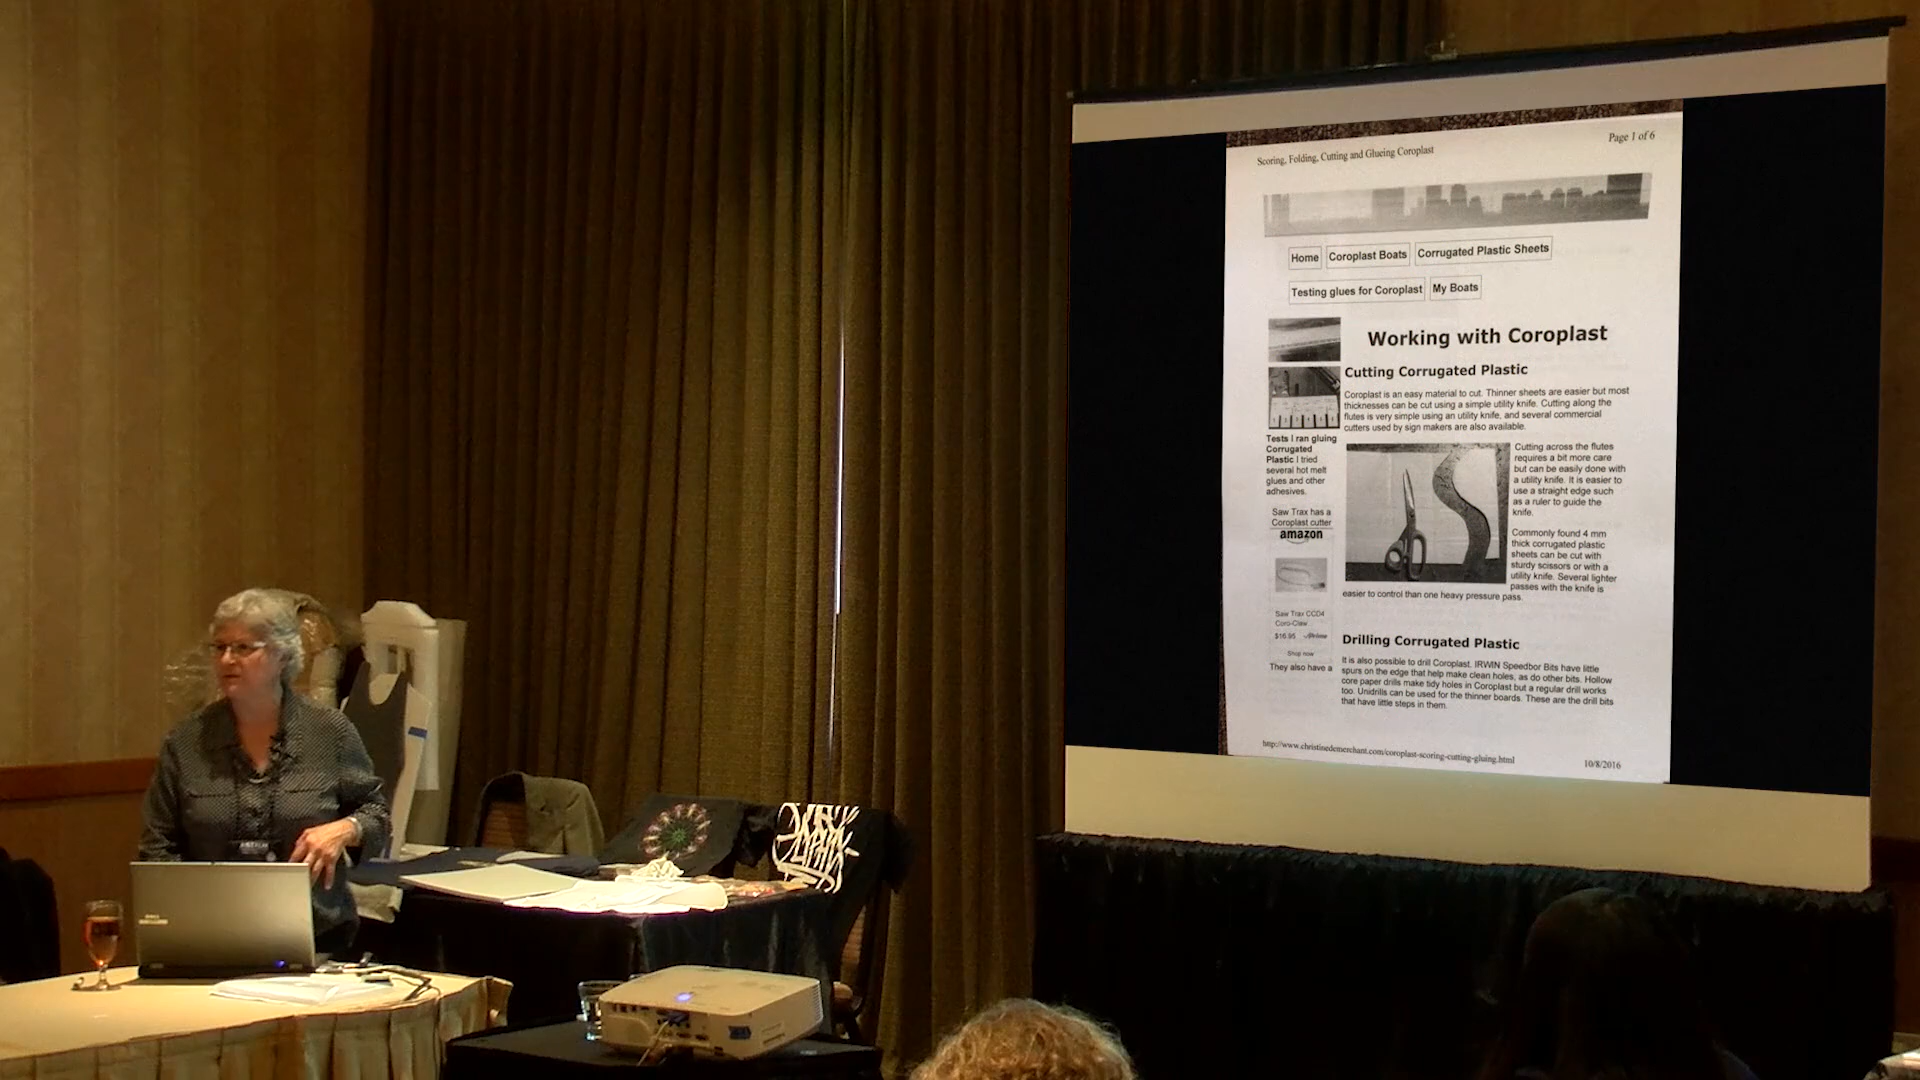 Page 1 of 6
Scoring, Folding, Cutting and Glueing Coroplast
Home
Coroplast Boats
Corrugated Plastic Sheets
Testing glues for Coroplast
My Boats
Working with Coroplast
Cutting Corrugated Plastic
Coroplast is an easy material to cut. Thinner sheets are easier but most
thicknesses can be cut using a simple utility knife. Cutting along the
flutes is very simple using an utility knife, and several commercial
cutters used by sign makers are also available.
Tests I ran gluing
Corrugated
Plastic I tried
several hot melt
glues and other
adhesives.
Saw Trax has a
Coroplast cutter
amazon
Saw Trax CC04
Coro-Claw
$16.95
Shop now
They also have a
Cutting across the flutes
requires a bit more care
but can be easily done with
a utility knife. It is easier to
use a straight edge such
as a ruler to guide the
knife.
Commonly found 4 mm
thick corrugated plastic
sheets can be cut with
sturdy scissors or with a
utility knife. Several lighter
passes with the knife is
easier to control than one heavy pressure pass.
Drilling Corrugated Plastic
It is also possible to drill Coroplast. IRWIN Speedbor Bits have little
spurs on the edge that help make clean holes, as do other bits. Hollow
core paper drills make tidy holes in Coroplast but a regular drill works
too. Unidrills can be used for the thinner boards. These are the drill bits
that have little steps in them.
http://www.christinedemerchant.com/coroplast-scoring-cutting-gluing.html
10/8/2016